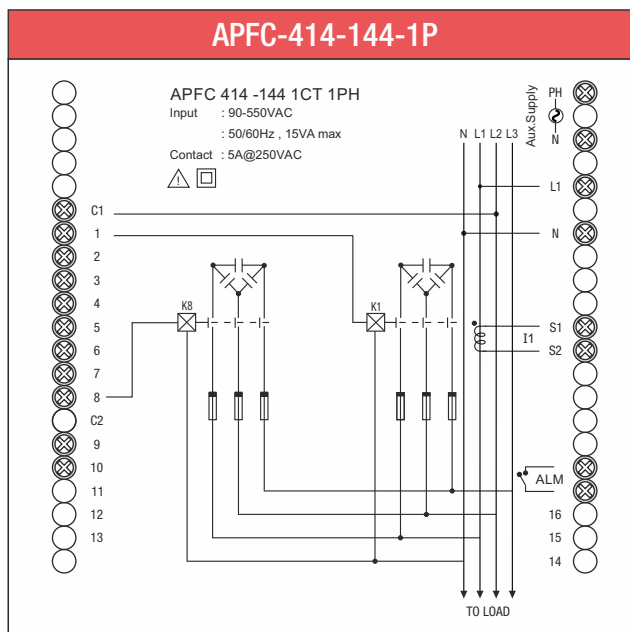 APFC-414-144-1P
APFC 414 -144 1CT 1PH
Input : 90-550VAC
: 50/60Hz , 15VA max
Contact : 5A@250VAC
C1
1
2
3
4
5
6
7
8
C2
9
10
11
12
13
K8
K1
N L1 L2 L3
Aux.Supply
PH
N
L1
N
S1
I1
S2
ALM
16
15
14
TO LOAD